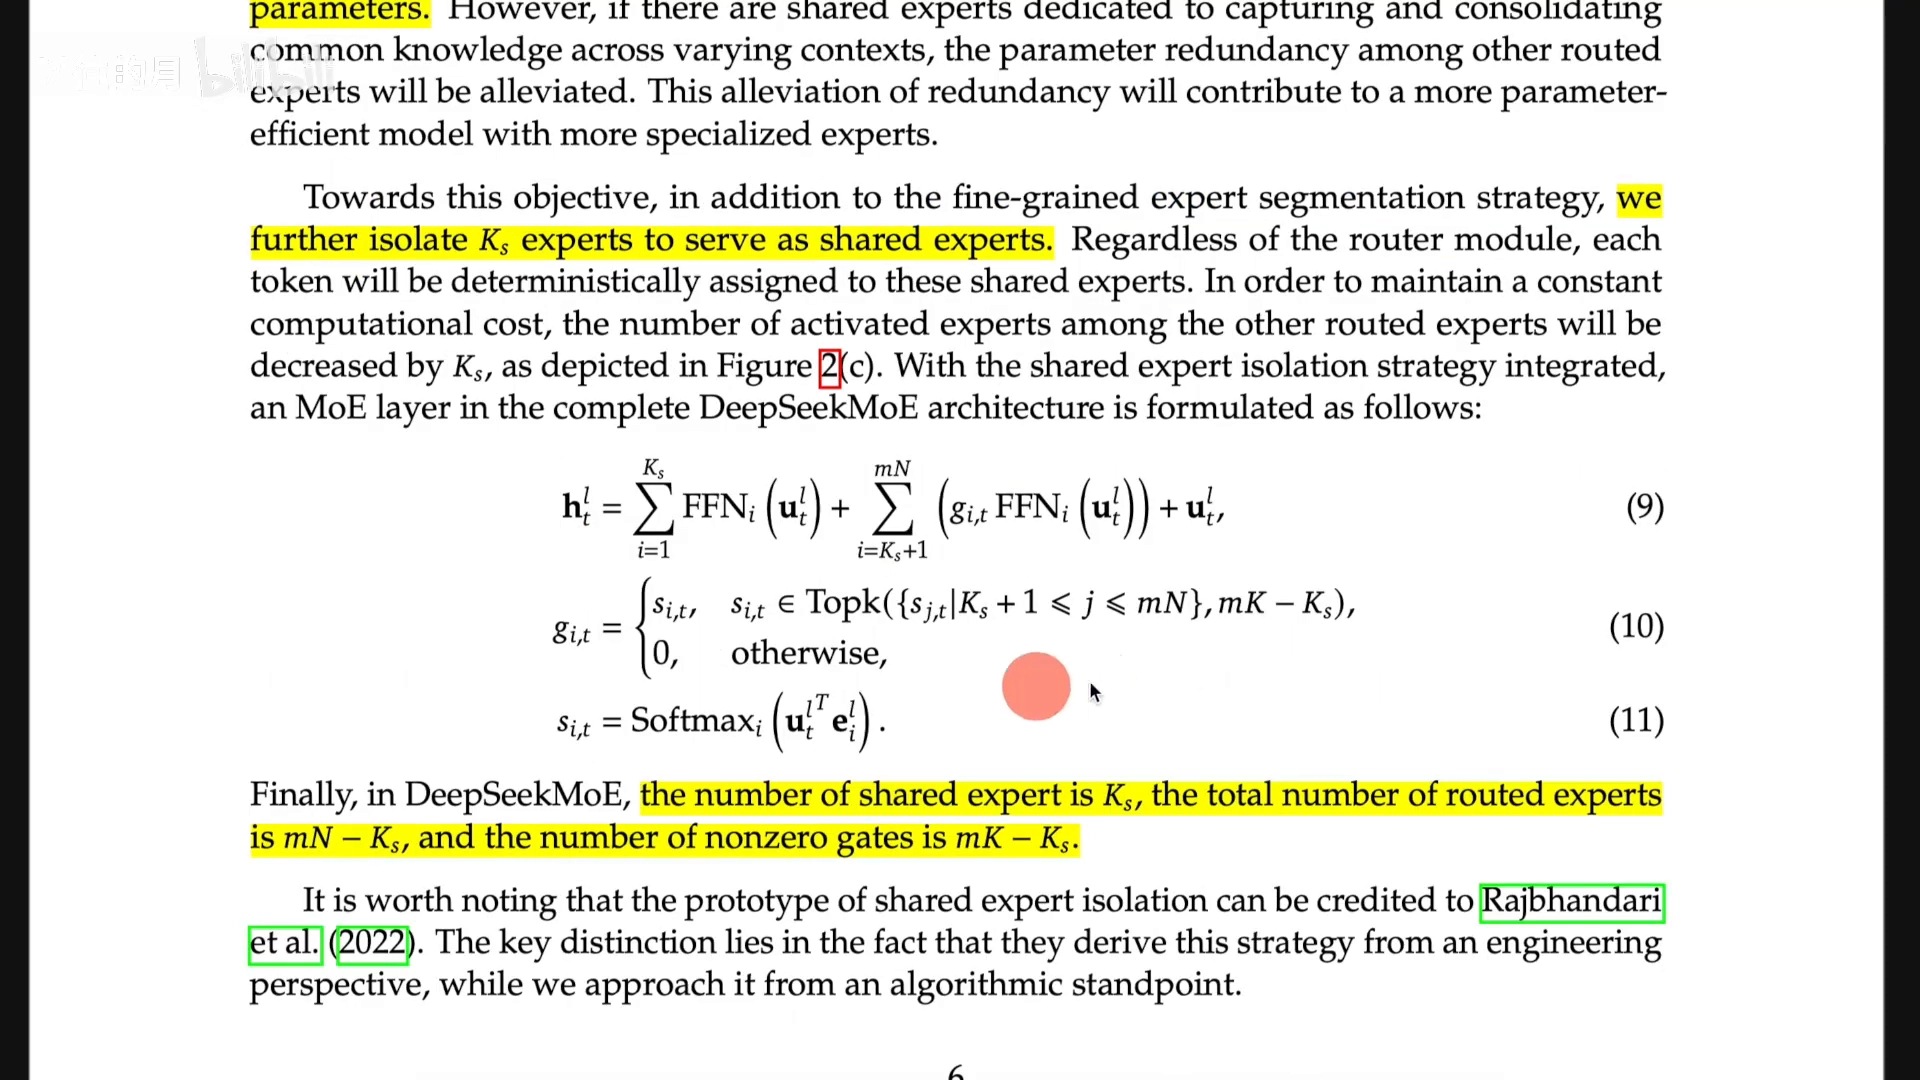 parameters. However, if there are shared experts dedicated to capturing and consolidating
common knowledge across varying contexts, the parameter redundancy among other routed
experts will be alleviated. This alleviation of redundancy will contribute to a more parameter-
efficient model with more specialized experts.
Towards this objective, in addition to the fine-grained expert segmentation strategy, we
further isolate K_s experts to serve as shared experts. Regardless of the router module, each
token will be deterministically assigned to these shared experts. In order to maintain a constant
computational cost, the number of activated experts among the other routed experts will be
decreased by K_s, as depicted in Figure 2(c). With the shared expert isolation strategy integrated,
an MoE layer in the complete DeepSeekMoE architecture is formulated as follows:
h_t^l = ∑_{i=1}^{K_s} FFN_i (u_t^l) + ∑_{i=K_s+1}^{mN} (g_{i,t} FFN_i (u_t^l)) + u_t^l, (9)
g_{i,t} = { s_{i,t}, s_{i,t} ∈ Topk({s_{j,t}|K_s + 1 ⩽ j ⩽ mN}, mK − K_s),
0, otherwise, (10)
s_{i,t} = Softmax_i (u_t^{l T} e_i^l). (11)
Finally, in DeepSeekMoE, the number of shared expert is K_s, the total number of routed experts
is mN − K_s, and the number of nonzero gates is mK − K_s.
It is worth noting that the prototype of shared expert isolation can be credited to Rajbhandari
et al. (2022). The key distinction lies in the fact that they derive this strategy from an engineering
perspective, while we approach it from an algorithmic standpoint.
6
bilibili